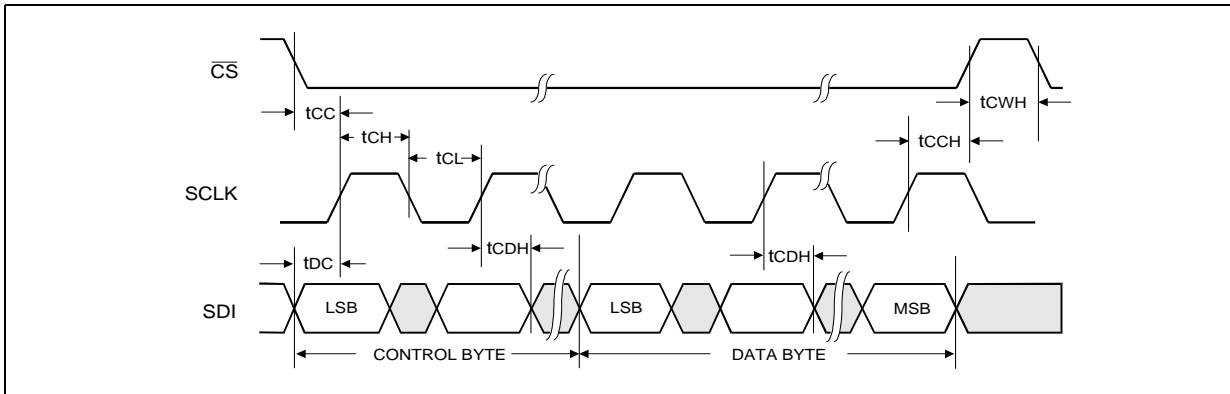 CS
tCC
tCWH
tCH
tCCH
tCL
SCLK
tCDH
tCDH
tDC
SDI
LSB
LSB
MSB
CONTROL BYTE
DATA BYTE